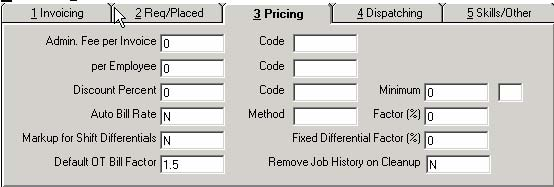 1 Invoicing 2 Req/Placed 3 Pricing 4 Dispatching 5 Skills/Other
Admin. Fee per Invoice 0 Code
per Employee 0 Code
Discount Percent 0 Code Minimum 0
Auto Bill Rate N Method Factor (%) 0
Markup for Shift Differentials N Fixed Differential Factor (%) 0
Default OT Bill Factor 1.5 Remove Job History on Cleanup N